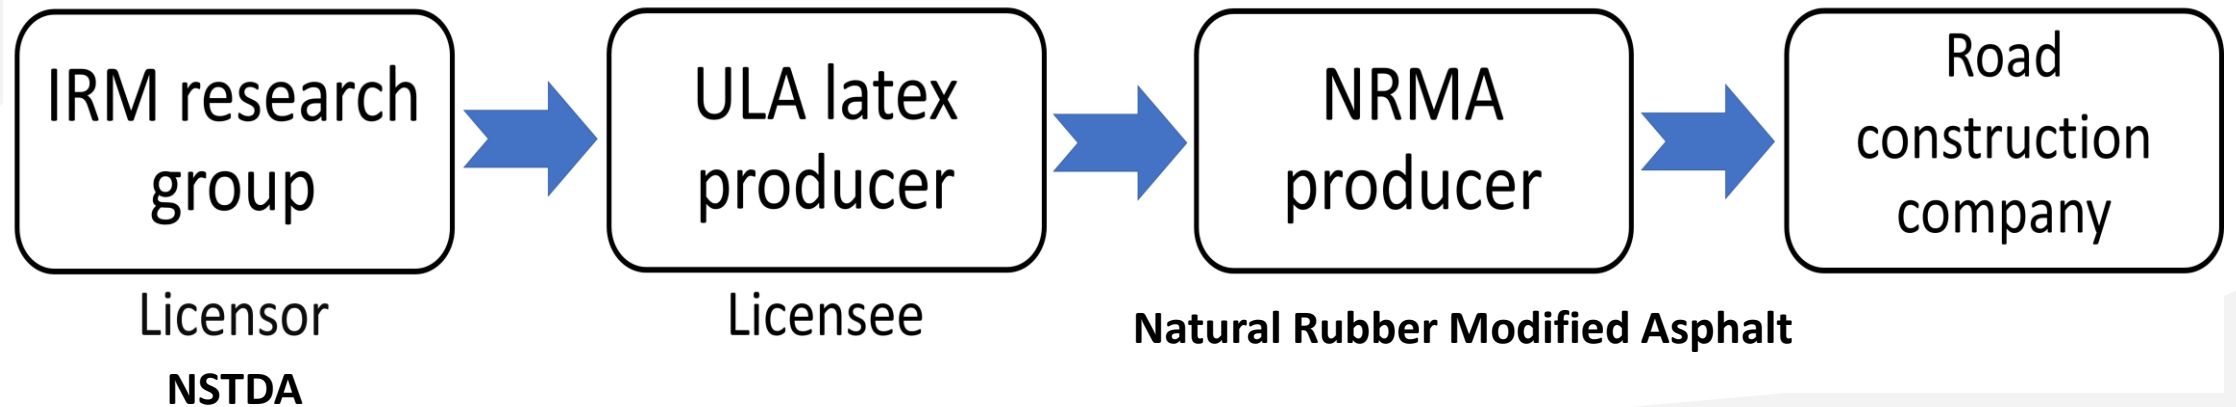 IRM research
group
Licensor
NSTDA
ULA latex
producer
Licensee
NRMA
producer
Natural Rubber Modified Asphalt
Road
construction
company